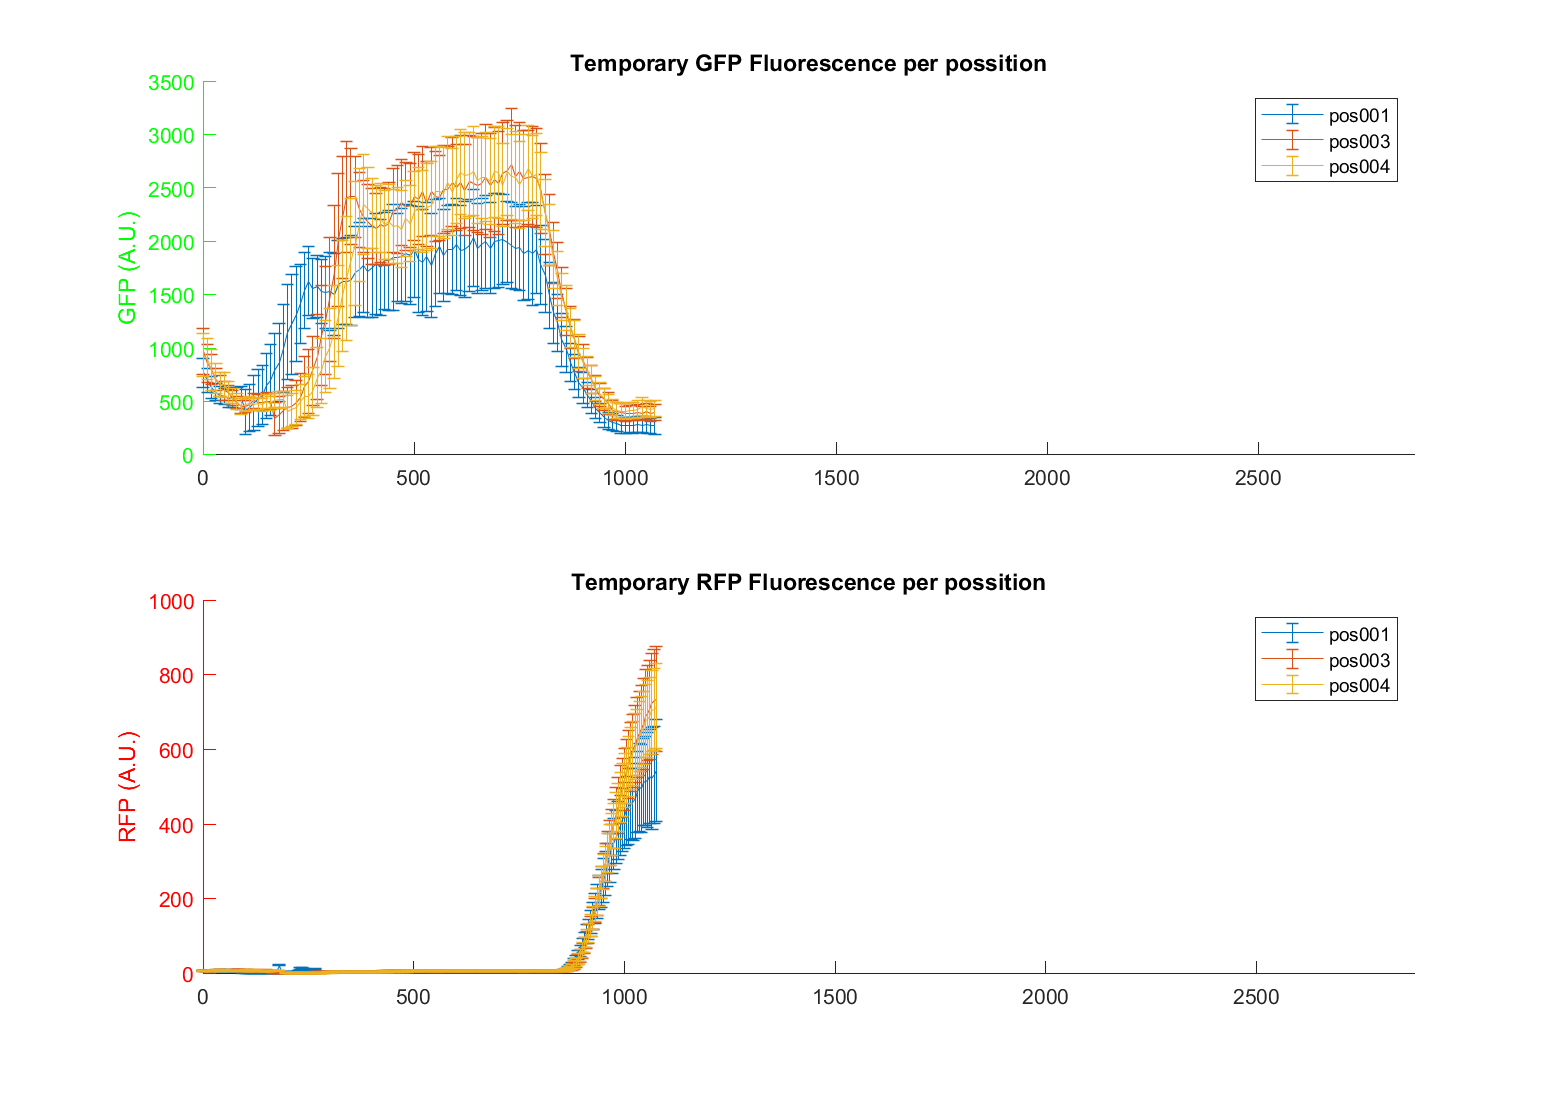 Temporary GFP Fluorescence per possition
GFP (A.U.)
3500
3000
2500
2000
1500
1000
500
0
0 500 1000 1500 2000 2500
pos001
pos003
pos004
Temporary RFP Fluorescence per possition
RFP (A.U.)
1000
800
600
400
200
0
0 500 1000 1500 2000 2500
pos001
pos003
pos004